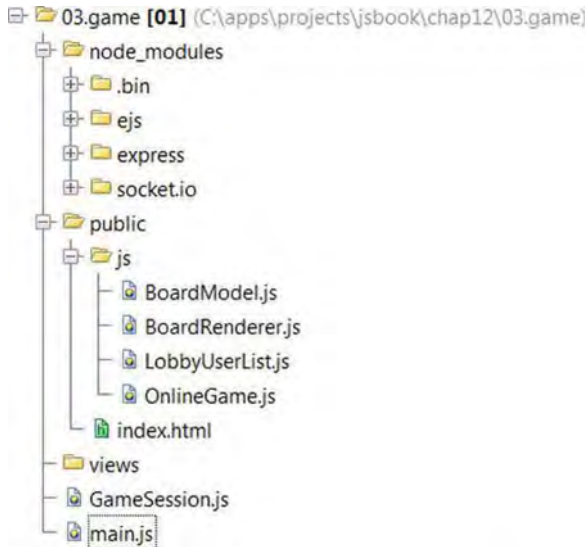 03.game [01] (C:\apps\projects\jsbook\chap12\03.game)
node_modules
.bin
ejs
express
socket.io
public
js
BoardModel.js
BoardRenderer.js
LobbyUserList.js
OnlineGame.js
index.html
views
GameSession.js
main.js